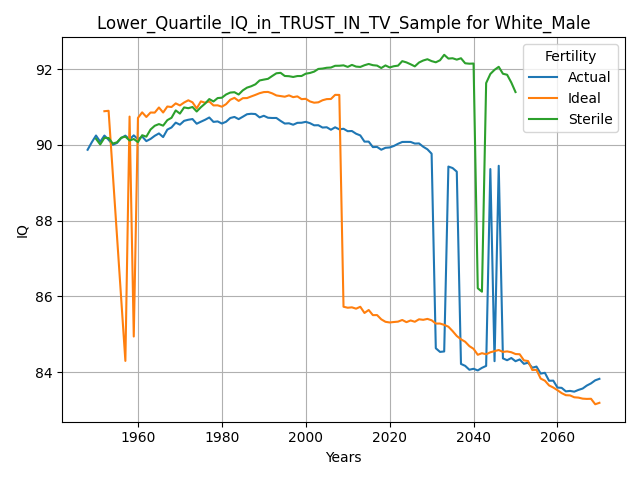 Lower_Quartile_IQ_in_TRUST_IN_TV_Sample for White_Male
Fertility
Actual
Ideal
Sterile
IQ
92
90
88
86
84
1960 1980 2000 2020 2040 2060
Years